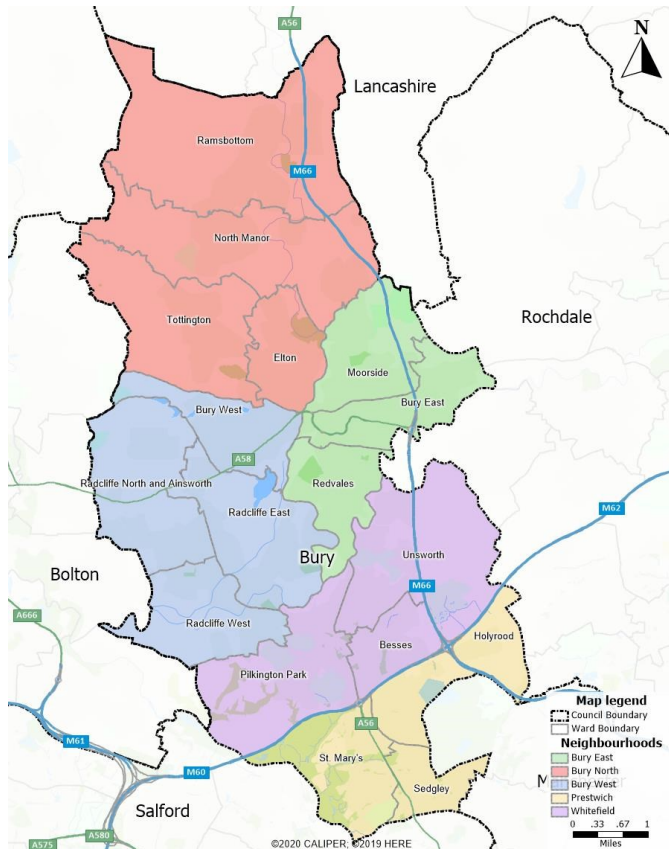 A56
N
Lancashire
Ramsbottom
M66
North Manor
Rochdale
Tottington
Elton
Moorside
Bury West
Bury East
A58
Radcliffe North and Ainsworth
Redvales
Radcliffe East
M62
Bury
Unsworth
Bolton
M66
A666
Radcliffe West
Holyrood
Besses
Pilkington Park
Map legend
Council Boundary
A56
Ward Boundary
M61
Neighbourhoods
St. Mary's
Bury East
M60
Bury North
Sedgley
Bury West
Salford
Prestwich
Whitefield
A580
A575
0 .33 .67 1
Miles
©2020 CALIPER; ©2019 HERE